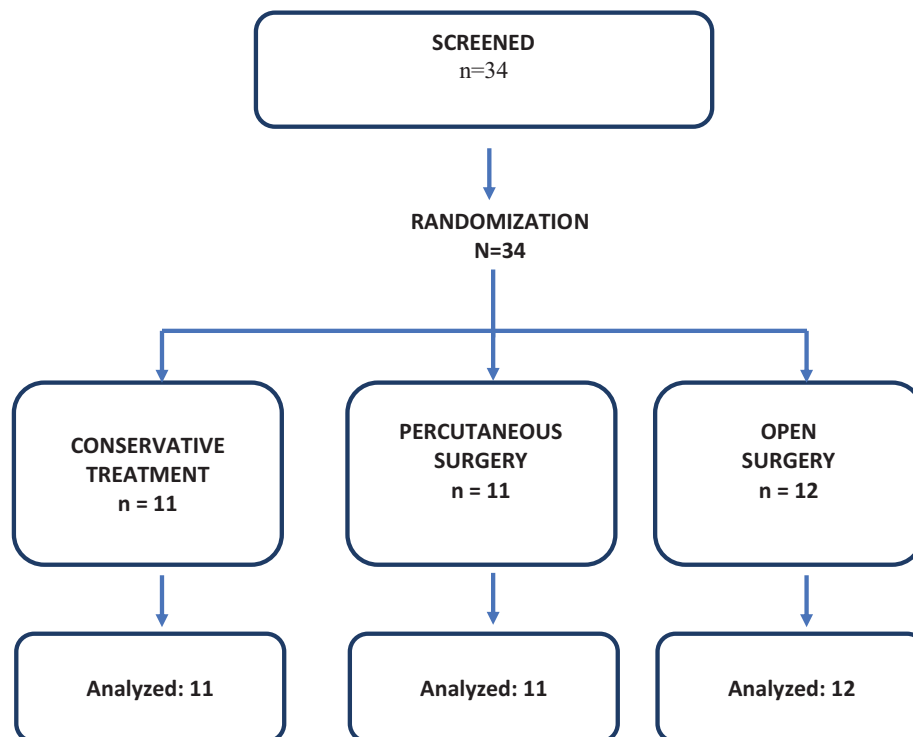 SCREENED
n=34
RANDOMIZATION
N=34
CONSERVATIVE
TREATMENT
n = 11
PERCUTANEOUS
SURGERY
n = 11
OPEN
SURGERY
n = 12
Analyzed: 11
Analyzed: 11
Analyzed: 12